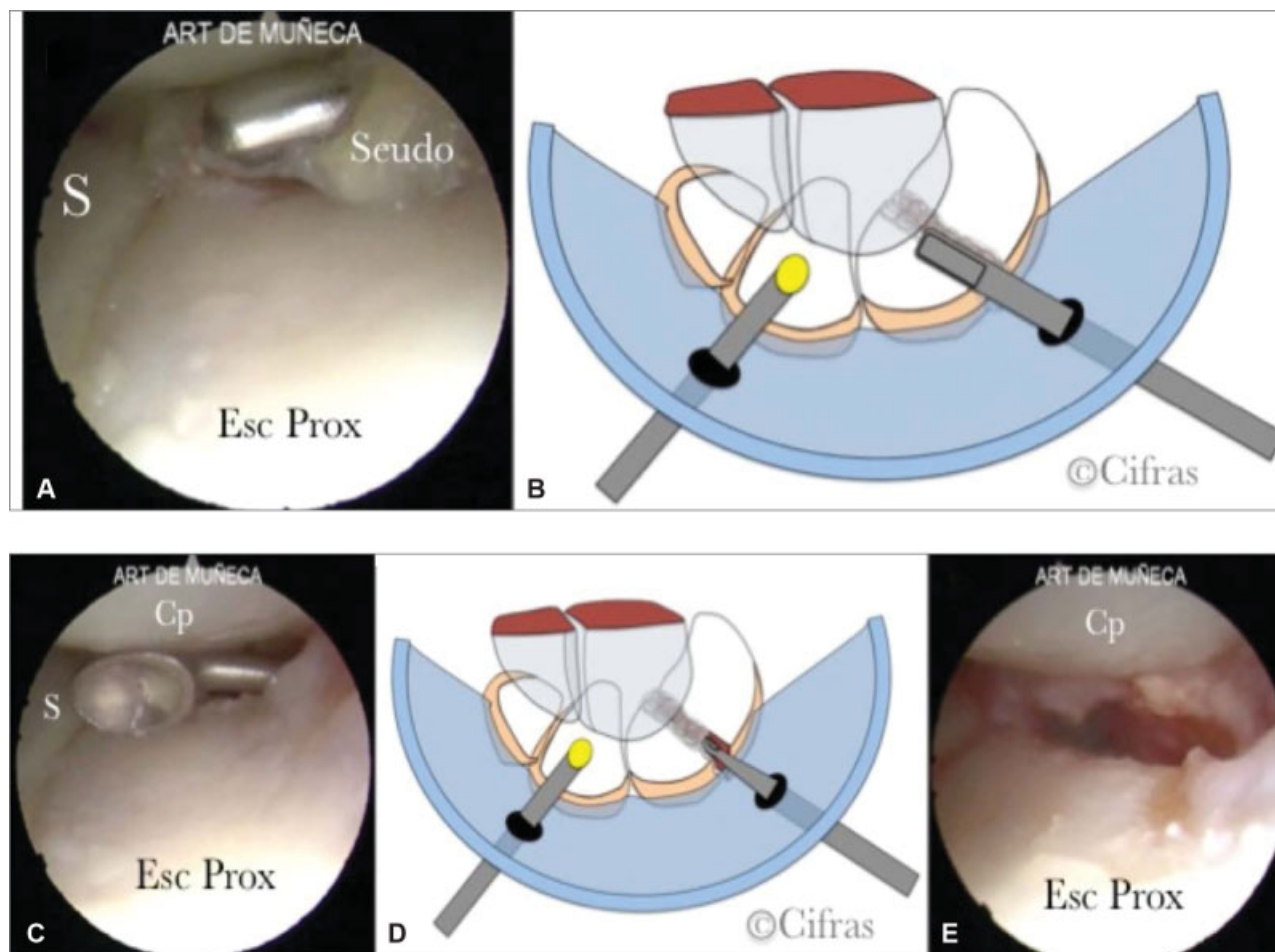 ART DE MUÑECA
S
Seudo
Esc Prox
A
B
©Cifras
ART DE MUÑECA
Cp
S
Esc Prox
C
D
©Cifras
ART DE MUÑECA
Cp
Esc Prox
E